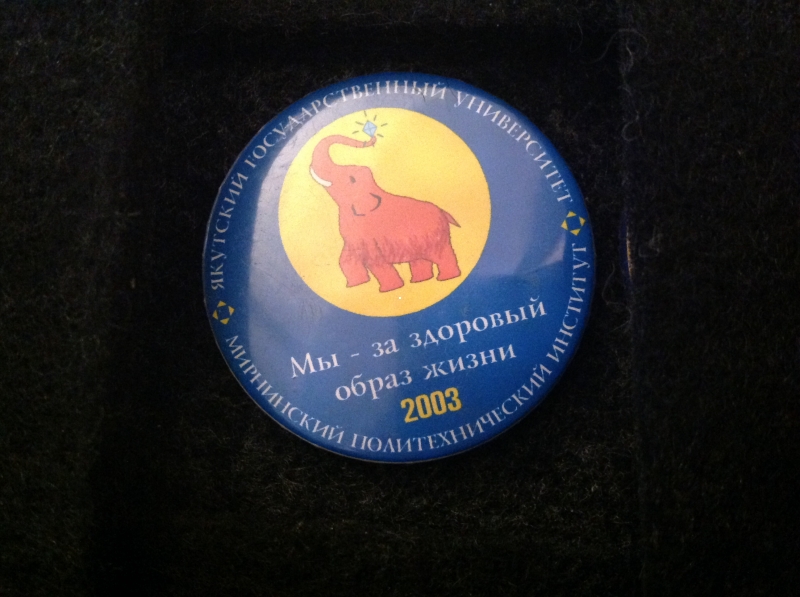 ЯКУТСКИЙ ГОСУДАРСТВЕННЫЙ УНИВЕРСИТЕТ
Мы - за здоровый
образ жизни
2003
МИРНИНСКИЙ ПОЛИТЕХНИЧЕСКИЙ ИНСТИТУТ